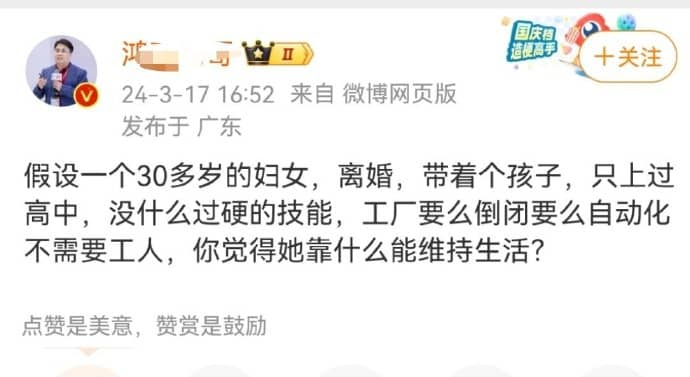 国庆档
造梗高手
II
+关注
24-3-17 16:52 来自 微博网页版
发布于 广东
假设一个30多岁的妇女，离婚，带着个孩子，只上过
高中，没什么过硬的技能，工厂要么倒闭要么自动化
不需要工人，你觉得她靠什么能维持生活？
点赞是美意，赞赏是鼓励